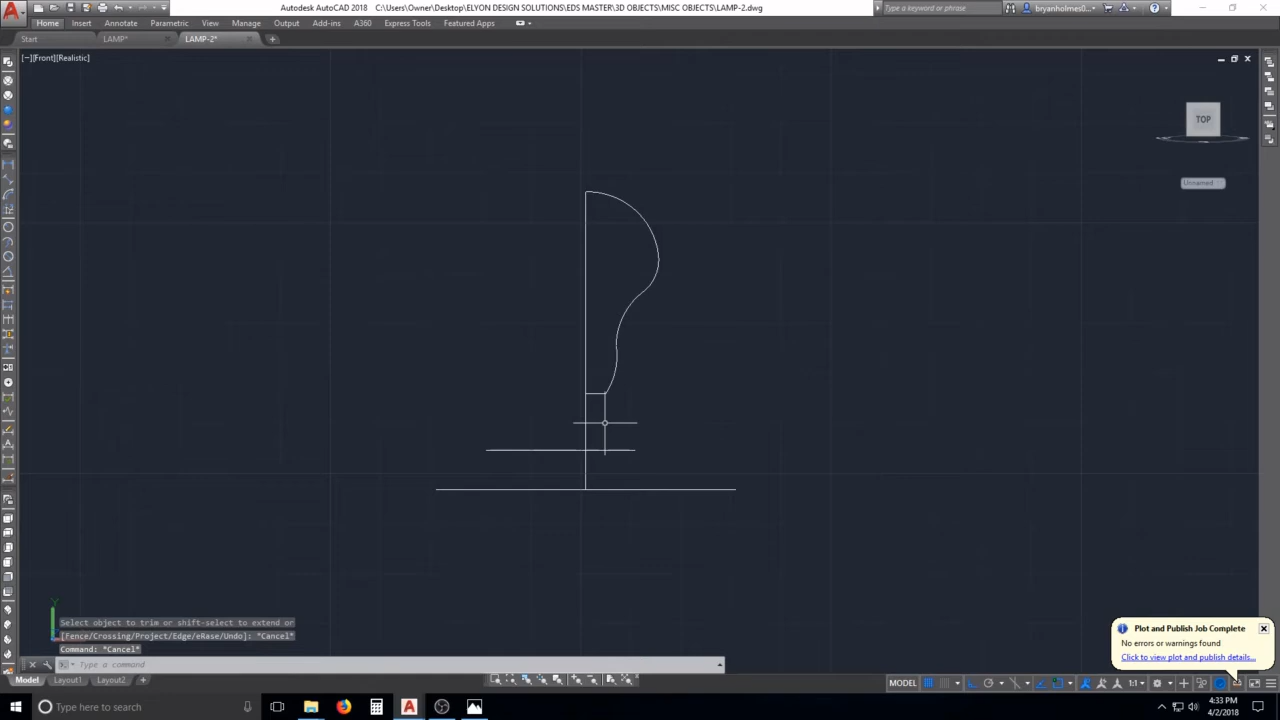 Autodesk AutoCAD 2018 C:\Users\Owner\Desktop\ELYON DESIGN SOLUTIONS\EDS MASTER\3D OBJECTS\MISC OBJECTS\LAMP-2.dwg
Type a keyword or phrase
bryanholmes0...
Home Insert Annotate Parametric View Manage Output Add-ins A360 Express Tools Featured Apps
Start LAMP* LAMP-2*
[−][Front][Realistic]
TOP
Unnamed
Select object to trim or shift-select to extend or
[Fence/Crossing/Project/Edge/eRase/Undo]: *Cancel*
Command: *Cancel*
Type a command
Plot and Publish Job Complete
No errors or warnings found
Click to view plot and publish details...
Model Layout1 Layout2
MODEL 1:1
Type here to search
4:33 PM
4/2/2018